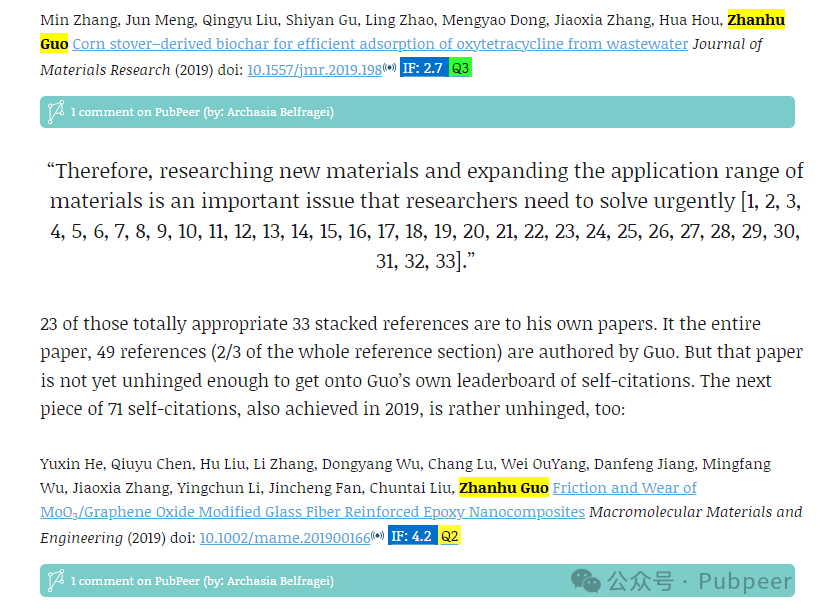 Min Zhang, Jun Meng, Qingyu Liu, Shiyan Gu, Ling Zhao, Mengyao Dong, Jiaoxia Zhang, Hua Hou, Zhanhu
Guo Corn stover–derived biochar for efficient adsorption of oxytetracycline from wastewater Journal of
Materials Research (2019) doi: 10.1557/jmr.2019.198 IF: 2.7 Q3
1 comment on PubPeer (by: Archasia Belfragei)
“Therefore, researching new materials and expanding the application range of
materials is an important issue that researchers need to solve urgently [1, 2, 3,
4, 5, 6, 7, 8, 9, 10, 11, 12, 13, 14, 15, 16, 17, 18, 19, 20, 21, 22, 23, 24, 25, 26, 27, 28, 29, 30,
31, 32, 33].”
23 of those totally appropriate 33 stacked references are to his own papers. It the entire
paper, 49 references (2/3 of the whole reference section) are authored by Guo. But that paper
is not yet unhinged enough to get onto Guo’s own leaderboard of self-citations. The next
piece of 71 self-citations, also achieved in 2019, is rather unhinged, too:
Yuxin He, Qiuyu Chen, Hu Liu, Li Zhang, Dongyang Wu, Chang Lu, Wei OuYang, Danfeng Jiang, Mingfang
Wu, Jiaoxia Zhang, Yingchun Li, Jincheng Fan, Chuntai Liu, Zhanhu Guo Friction and Wear of
MoO₃/Graphene Oxide Modified Glass Fiber Reinforced Epoxy Nanocomposites Macromolecular Materials and
Engineering (2019) doi: 10.1002/mame.201900166 IF: 4.2 Q2
1 comment on PubPeer (by: Archasia Belfragei)
公众号 · Pubpeer